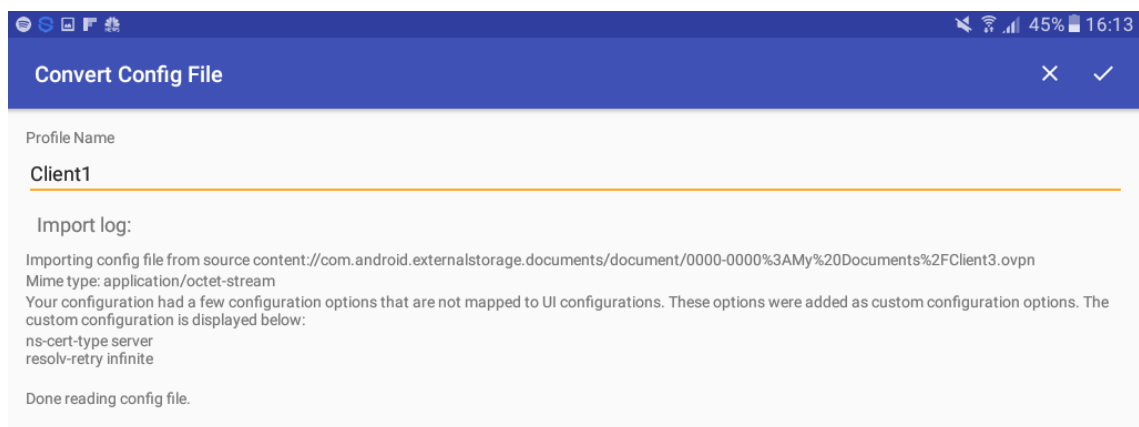 45% 16:13
Convert Config File
Profile Name
Client1
Import log:
Importing config file from source content://com.android.externalstorage.documents/document/0000-0000%3AMy%20Documents%2FClient3.ovpn
Mime type: application/octet-stream
Your configuration had a few configuration options that are not mapped to UI configurations. These options were added as custom configuration options. The
custom configuration is displayed below:
ns-cert-type server
resolv-retry infinite
Done reading config file.